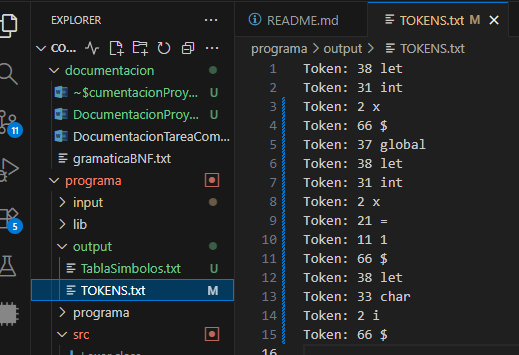 EXPLORER
CO...
documentacion
~$cumentacionProy... U
DocumentacionProy... U
DocumentacionTareaCom...
gramaticaBNF.txt
programa
input
lib
output
TablaSimbolos.txt U
TOKENS.txt M
programa
src
11
5
README.md
TOKENS.txt M
programa > output > TOKENS.txt
1 Token: 38 let
2 Token: 31 int
3 Token: 2 x
4 Token: 66 $
5 Token: 37 global
6 Token: 38 let
7 Token: 31 int
8 Token: 2 x
9 Token: 21 =
10 Token: 11 1
11 Token: 66 $
12 Token: 38 let
13 Token: 33 char
14 Token: 2 i
15 Token: 66 $
16